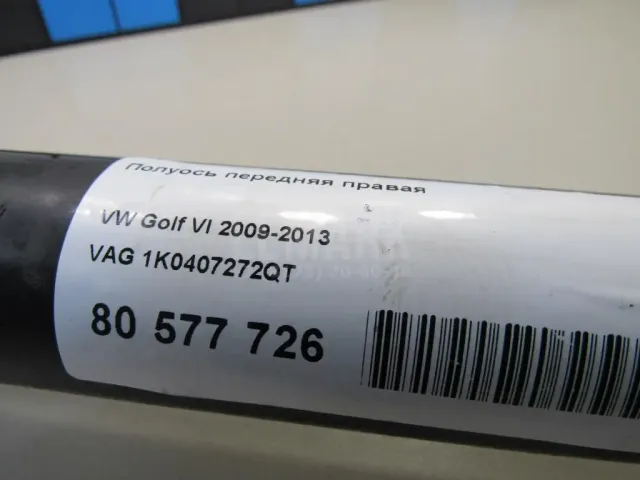 Полуось передняя правая
VW Golf VI 2009-2013
VAG 1K0407272QT
80 577 726